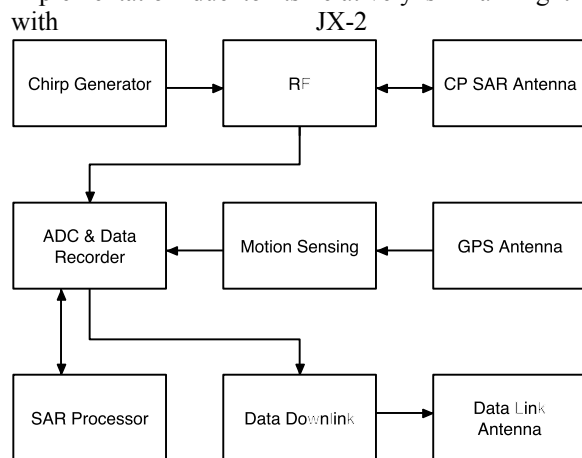 with JX-2
Chirp Generator
RF
CP SAR Antenna
ADC & Data
Recorder
Motion Sensing
GPS Antenna
SAR Processor
Data Downlink
Data Link
Antenna